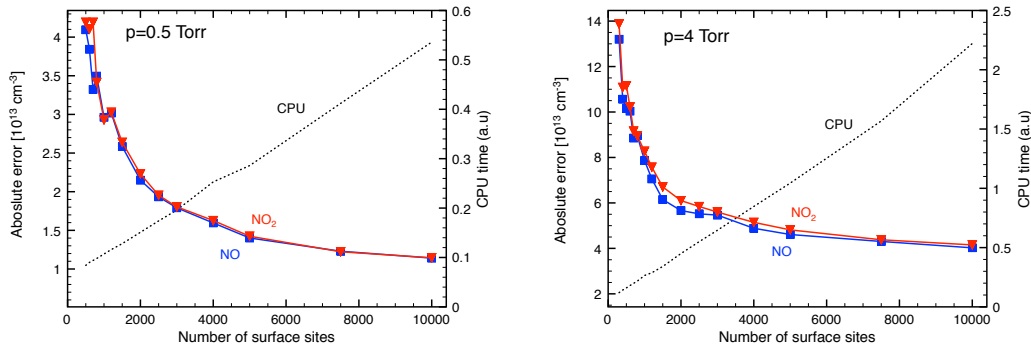 p=0.5 Torr
Aboslute error [10¹³ cm⁻³]
4
3.5
3
2.5
2
1.5
1
CPU
NO₂
NO
0.6
0.5
0.4
0.3
0.2
0.1
0
CPU time (a.u)
0 2000 4000 6000 8000 10000
Number of surface sites
p=4 Torr
Aboslute error [10¹³ cm⁻³]
14
12
10
8
6
4
2
CPU
NO₂
NO
2.5
2
1.5
1
0.5
0
CPU time (a.u)
0 2000 4000 6000 8000 10000
Number of surface sites